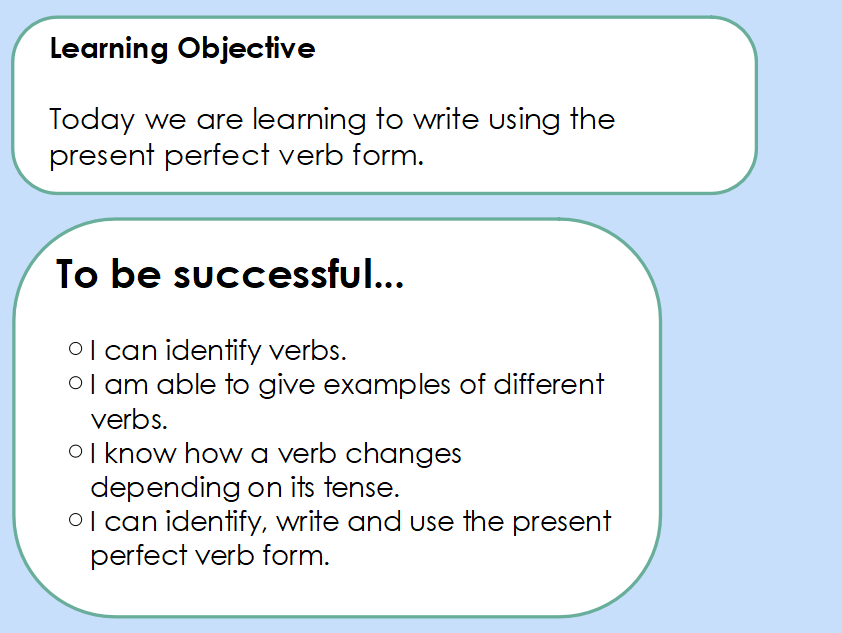 Learning Objective
Today we are learning to write using the
present perfect verb form.
To be successful...
○ I can identify verbs.
○ I am able to give examples of different
verbs.
○ I know how a verb changes
depending on its tense.
○ I can identify, write and use the present
perfect verb form.